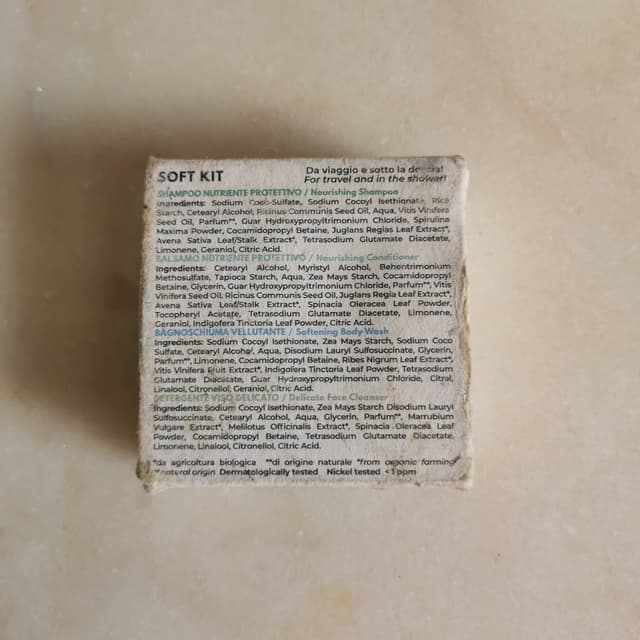 SOFT KIT
Da viaggio e sotto la doccia!
For travel and in the shower!
SHAMPOO NUTRIENTE PROTETTIVO / Nourishing Shampoo
Ingredients: Sodium Coco-Sulfate, Sodium Cocoyl Isethionate, Rice
Starch, Cetearyl Alcohol, Ricinus Communis Seed Oil, Aqua, Vitis Vinifera
Seed Oil, Parfum**, Guar Hydroxypropyltrimonium Chloride, Spirulina
Maxima Powder, Cocamidopropyl Betaine, Juglans Regias Leaf Extract*,
Avena Sativa Leaf/Stalk Extract*, Tetrasodium Glutamate Diacetate,
Limonene, Geraniol, Citric Acid.
BALSAMO NUTRIENTE PROTETTIVO / Nourishing Conditioner
Ingredients: Cetearyl Alcohol, Myristyl Alcohol, Behentrimonium
Methosulfate, Tapioca Starch, Aqua, Zea Mays Starch, Cocamidopropyl
Betaine, Glycerin, Guar Hydroxypropyltrimonium Chloride, Parfum**, Vitis
Vinifera Seed Oil, Ricinus Communis Seed Oil, Juglans Regia Leaf Extract*,
Avena Sativa Leaf/Stalk Extract*, Spinacia Oleracea Leaf Powder,
Tocopheryl Acetate, Tetrasodium Glutamate Diacetate, Limonene,
Geraniol, Indigofera Tinctoria Leaf Powder, Citric Acid.
BAGNOSCHIUMA VELLUTANTE / Softening Body Wash
Ingredients: Sodium Cocoyl Isethionate, Zea Mays Starch, Sodium Coco
Sulfate, Cetearyl Alcohol, Aqua, Disodium Lauryl Sulfosuccinate, Glycerin,
Parfum**, Limonene, Cocamidopropyl Betaine, Ribes Nigrum Leaf Extract*,
Vitis Vinifera Fruit Extract*, Indigofera Tinctoria Leaf Powder, Tetrasodium
Glutamate Diacetate, Guar Hydroxypropyltrimonium Chloride, Citral,
Linalool, Citronellol, Geraniol, Citric Acid.
DETERGENTE VISO DELICATO / Delicate Face Cleanser
Ingredients: Sodium Cocoyl Isethionate, Zea Mays Starch Disodium Lauryl
Sulfosuccinate, Cetearyl Alcohol, Aqua, Glycerin, Parfum**, Marrubium
Vulgare Extract*, Melilotus Officinalis Extract*, Spinacia Oleracea Leaf
Powder, Cocamidopropyl Betaine, Tetrasodium Glutamate Diacetate,
Limonene, Linalool, Citronellol, Citric Acid.
*da agricoltura biologica **di origine naturale *from organic farming
**natural origin Dermatologically tested Nickel tested <1 ppm